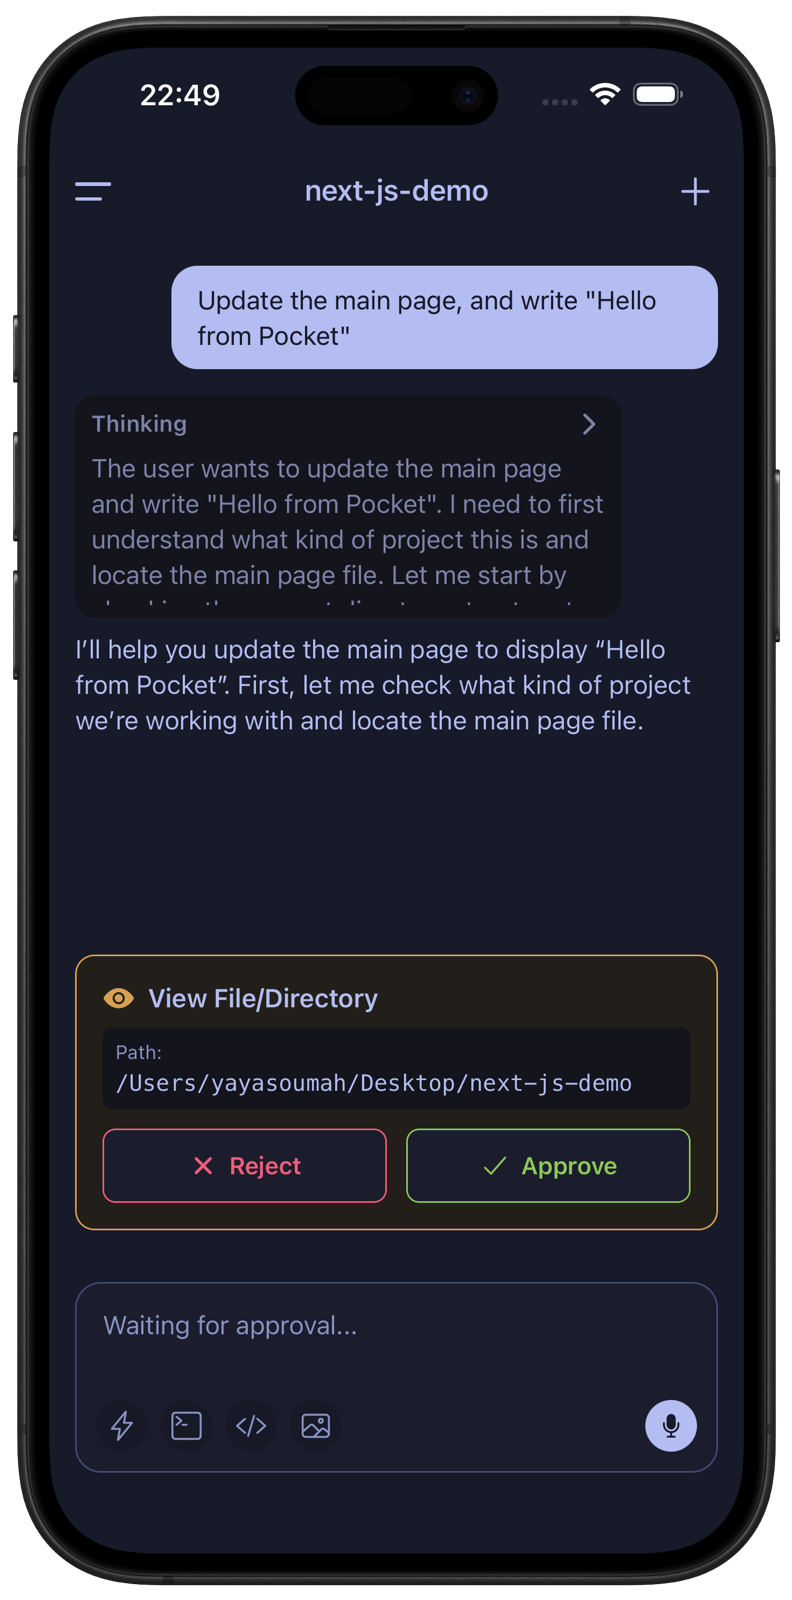 22:49
next-js-demo
Update the main page, and write "Hello
from Pocket"
Thinking
The user wants to update the main page
and write "Hello from Pocket". I need to first
understand what kind of project this is and
locate the main page file. Let me start by
I’ll help you update the main page to display “Hello
from Pocket”. First, let me check what kind of project
we’re working with and locate the main page file.
View File/Directory
Path:
/Users/yayasoumah/Desktop/next-js-demo
Reject
Approve
Waiting for approval...